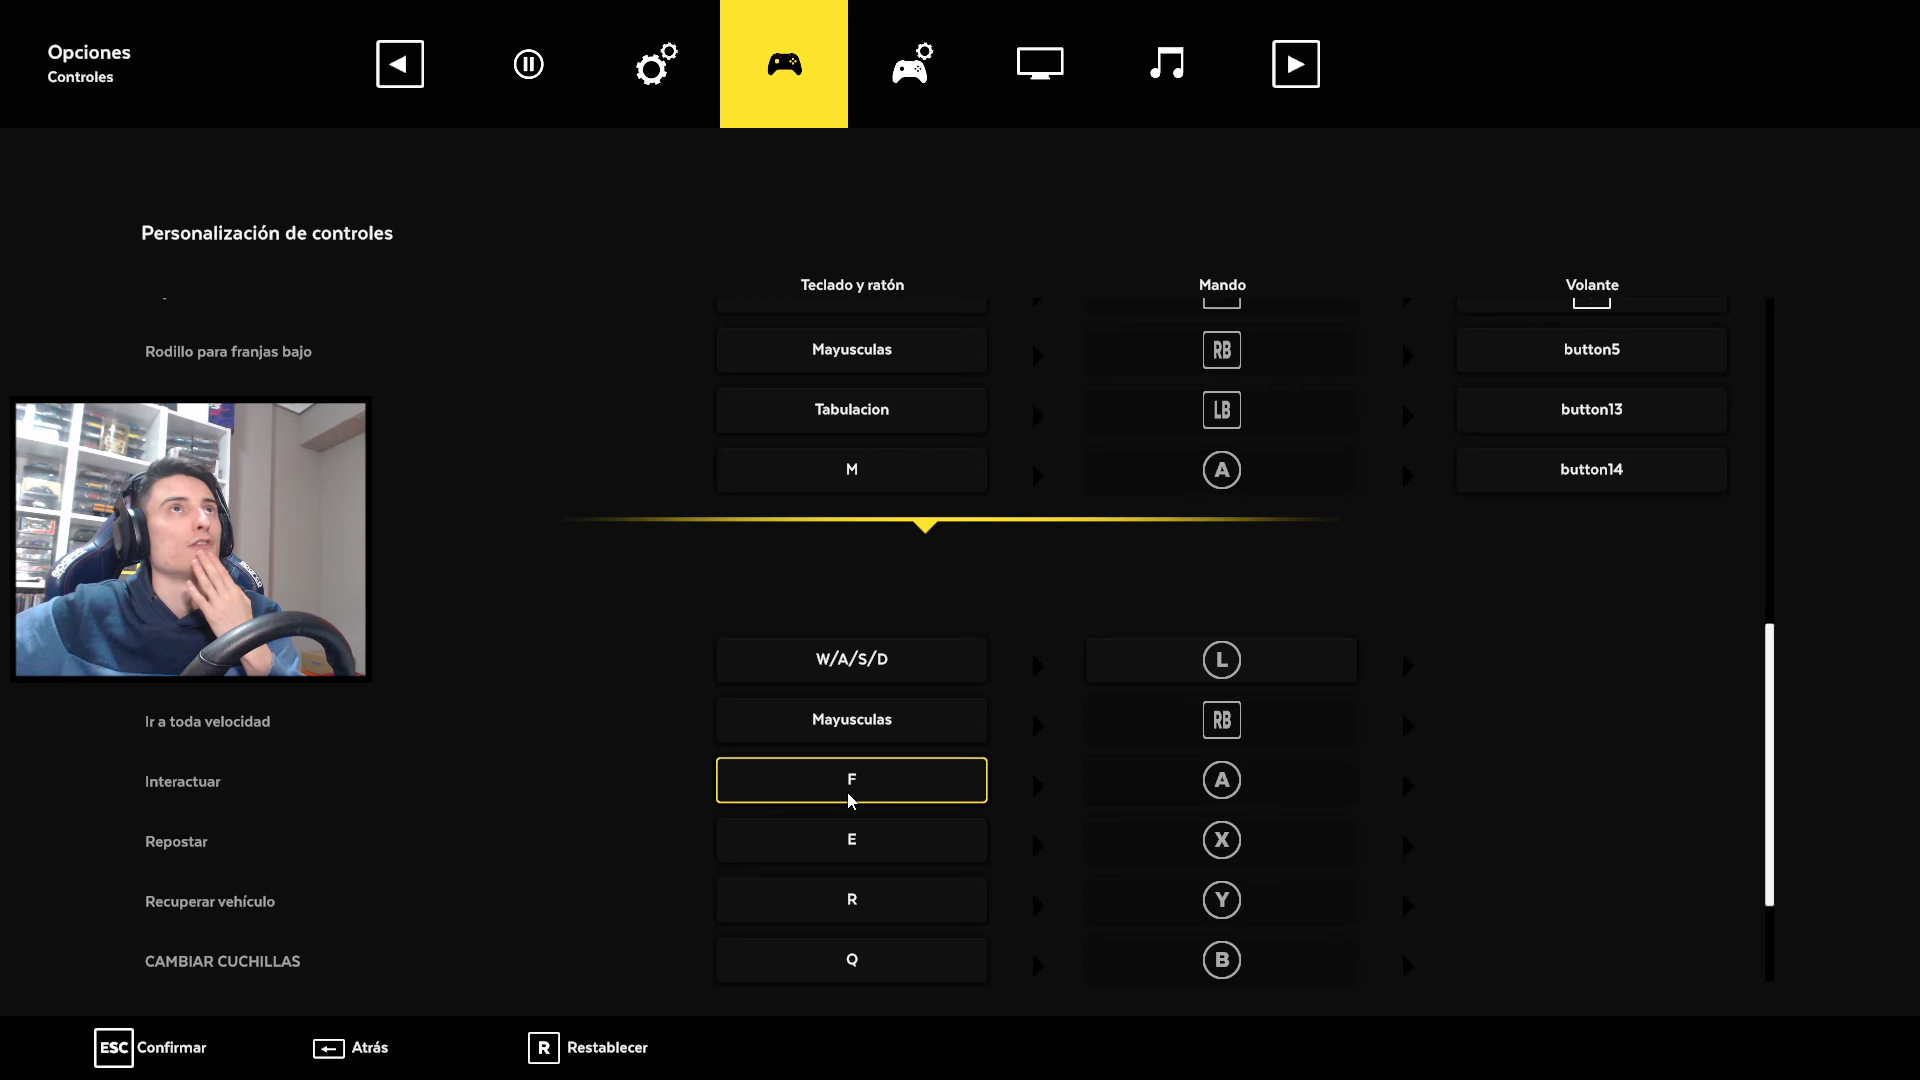 Opciones
Controles
Personalización de controles
Teclado y ratón
Mando
Volante
Rodillo para franjas bajo
Mayusculas
RB
button5
Tabulacion
LB
button13
M
A
button14
W/A/S/D
L
Ir a toda velocidad
Mayusculas
RB
Interactuar
F
A
Repostar
E
X
Recuperar vehículo
R
Y
CAMBIAR CUCHILLAS
Q
B
ESC Confirmar
Atrás
R Restablecer